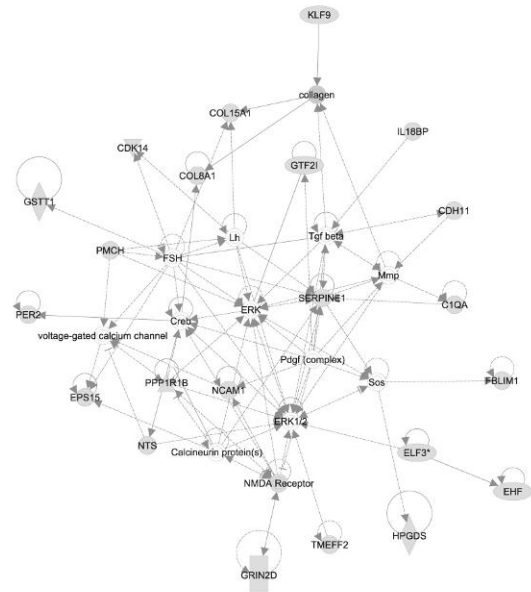 KLF9
collagen
COL15A1
IL18BP
CDK14
GTF2I
COL8A1
GSTT1
CDH11
Lh
Tgf beta
PMCH
FSH
Mmp
SERPINE1
C1QA
PER2
ERK
Creb
voltage-gated calcium channel
Pdgf (complex)
PPP1R1B
NCAM1
Sos
FBLIM1
EPS15
ERK1/2
NTS
Calcineurin protein(s)
ELF3*
NMDA Receptor
EHF
HPGDS
TMEFF2
GRIN2D